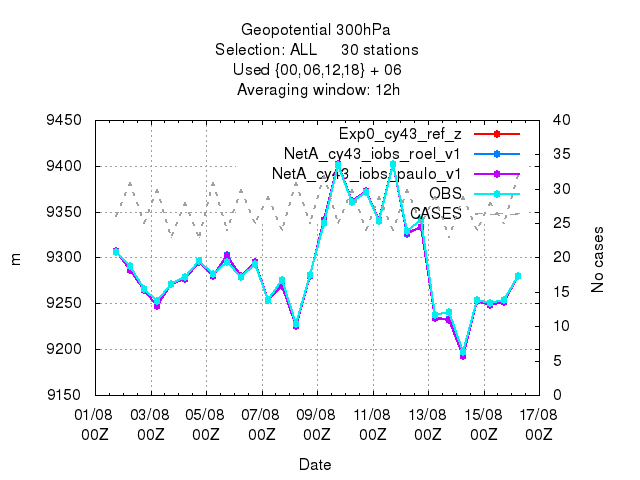 Geopotential 300hPa
Selection: ALL 30 stations
Used {00,06,12,18} + 06
Averaging window: 12h
Exp0_cy43_ref_z
NetA_cy43_iobs_roel_v1
NetA_cy43_iobs_paulo_v1
OBS
CASES
9450
9400
9350
9300
9250
9200
9150
m
40
35
30
25
20
15
10
5
0
No cases
01/08 03/08 05/08 07/08 09/08 11/08 13/08 15/08 17/08
00Z 00Z 00Z 00Z 00Z 00Z 00Z 00Z 00Z
Date